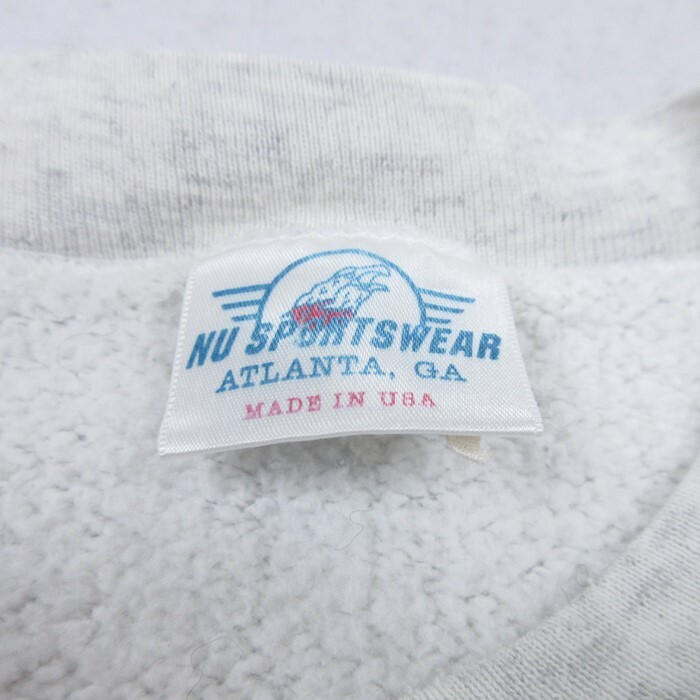 NU SPORTSWEAR
ATLANTA, GA
MADE IN USA